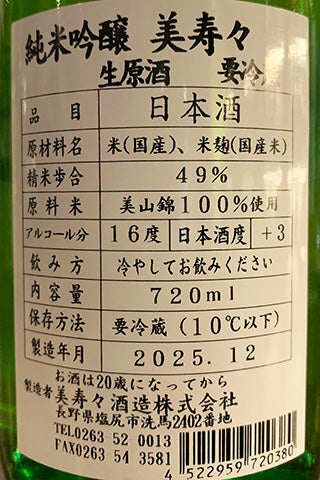 純米吟醸 美寿々
生原酒 要冷
品目 日本酒
原材料名 米(国産)、米麹(国産米)
精米歩合 49%
原料米 美山錦100%使用
アルコール分 16度 日本酒度 +3
飲み方 冷やしてお飲みください
内容量 720ml
保存方法 要冷蔵(10℃以下)
製造年月 2025.12
お酒は20歳になってから
製造者 美寿々酒造株式会社
長野県塩尻市洗馬2402番地
TEL0263 52 0013
FAX0263 54 3581
4 522959 720380